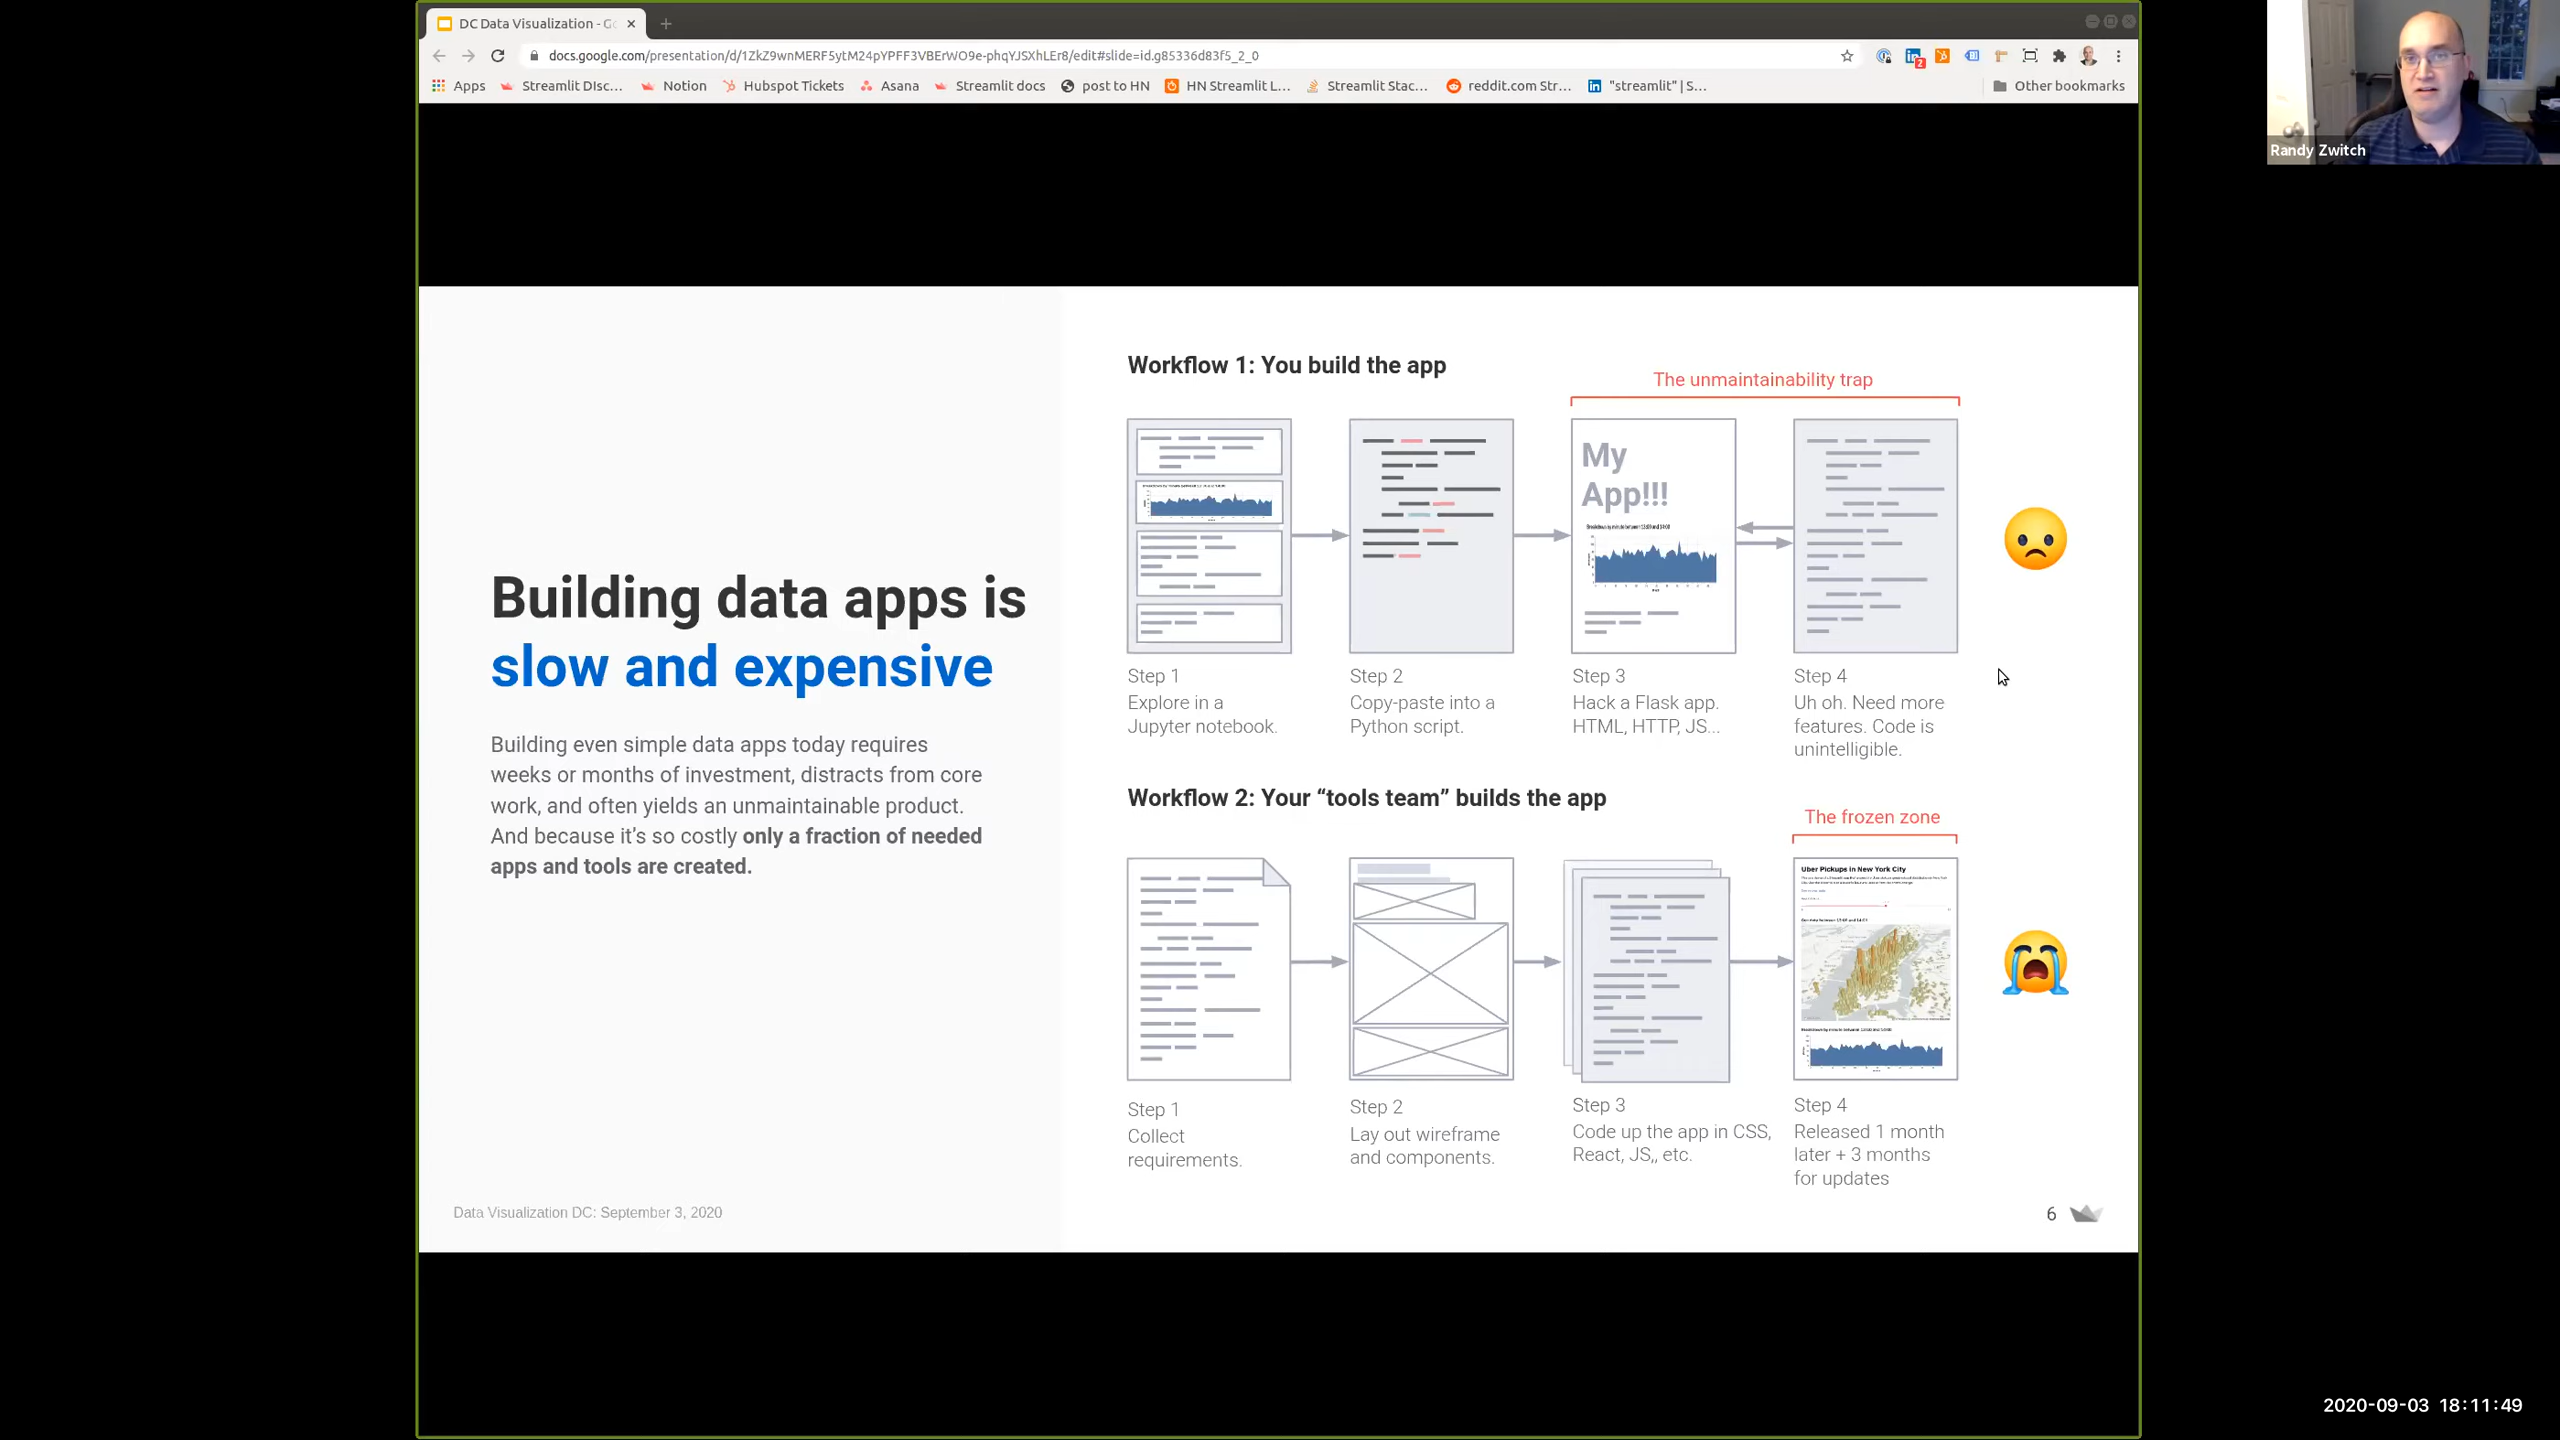 DC Data Visualization - Go
docs.google.com/presentation/d/1ZkZ9wnMERF5ytM24pYPFF3VBErWO9e-phqYJSXhLEr8/edit#slide=id.g85336d83f5_2_0
2
Apps
Streamlit DIsc...
Notion
Hubspot Tickets
Asana
Streamlit docs
post to HN
HN Streamlit L...
Streamlit Stac...
reddit.com Str...
"streamlit" | S...
Other bookmarks
Randy Zwitch
Building data apps is
slow and expensive
Building even simple data apps today requires
weeks or months of investment, distracts from core
work, and often yields an unmaintainable product.
And because it's so costly only a fraction of needed
apps and tools are created.
Data Visualization DC: September 3, 2020
Workflow 1: You build the app
The unmaintainability trap
My
App!!!
Step 1
Explore in a
Jupyter notebook.
Step 2
Copy-paste into a
Python script.
Step 3
Hack a Flask app.
HTML, HTTP, JS...
Step 4
Uh oh. Need more
features. Code is
unintelligible.
Workflow 2: Your “tools team” builds the app
The frozen zone
Uber Pickups in New York City
Step 1
Collect
requirements.
Step 2
Lay out wireframe
and components.
Step 3
Code up the app in CSS,
React, JS,, etc.
Step 4
Released 1 month
later + 3 months
for updates
6
2020-09-03 18:11:49